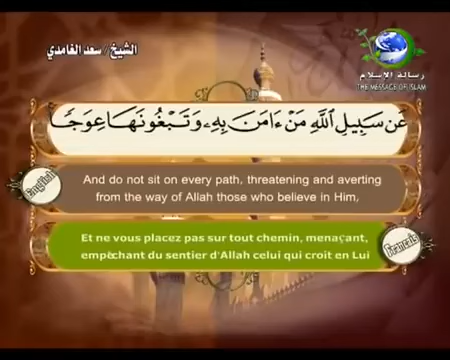 الشيخ / سعد الغامدي
رسالة الإسلام
THE MESSAGE OF ISLAM
عَن سَبِيلِ ٱللَّهِ مَنْ ءَامَنَ بِهِۦ وَتَبْغُونَهَا عِوَجًا
English
And do not sit on every path, threatening and averting
from the way of Allah those who believe in Him,
Et ne vous placez pas sur tout chemin, menaçant,
empêchant du sentier d'Allah celui qui croit en Lui
Français